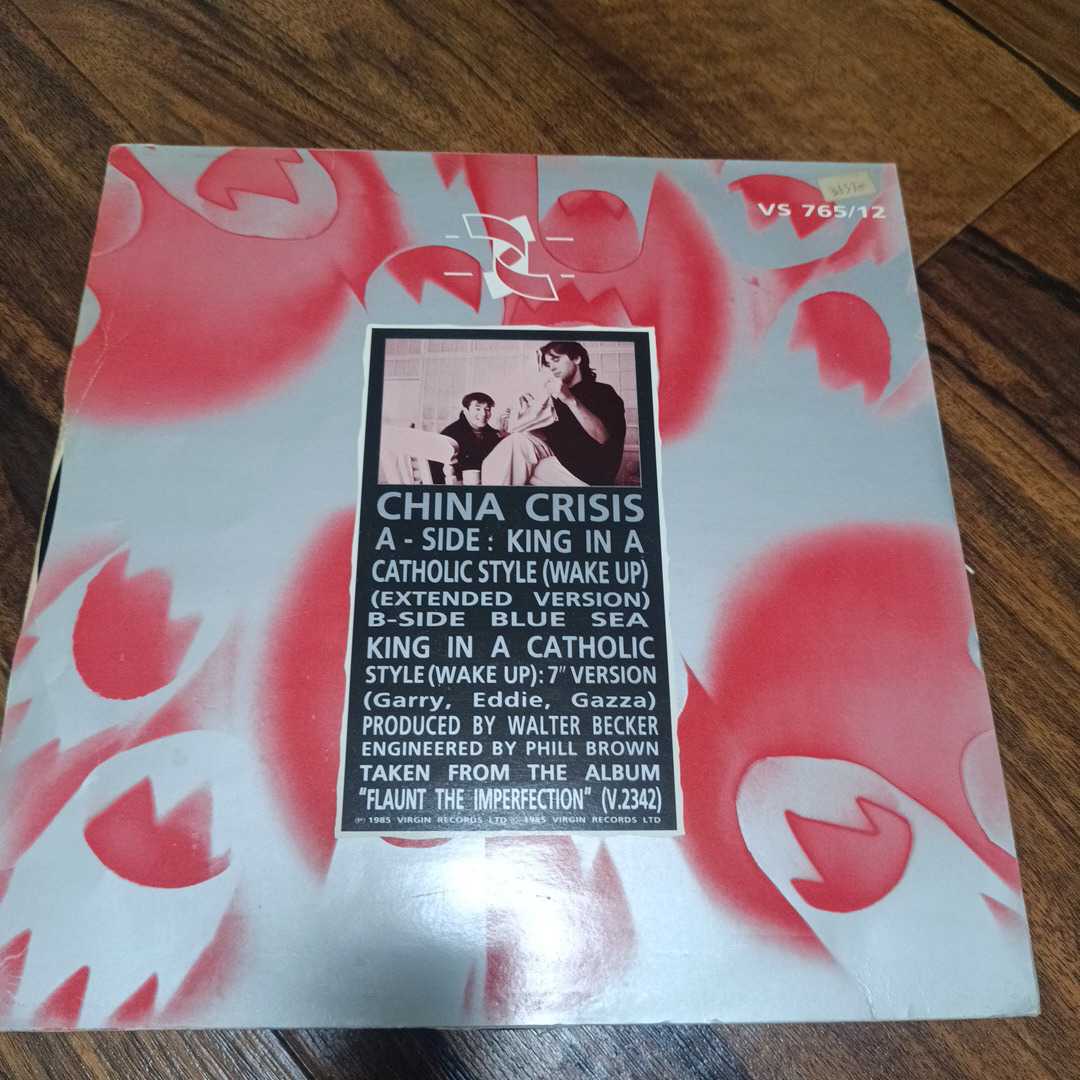 VS 765/12
CHINA CRISIS
A - SIDE : KING IN A
CATHOLIC STYLE (WAKE UP)
(EXTENDED VERSION)
B-SIDE BLUE SEA
KING IN A CATHOLIC
STYLE (WAKE UP): 7" VERSION
(Garry, Eddie, Gazza)
PRODUCED BY WALTER BECKER
ENGINEERED BY PHILL BROWN
TAKEN FROM THE ALBUM
"FLAUNT THE IMPERFECTION" (V.2342)
℗ 1985 VIRGIN RECORDS LTD © 1985 VIRGIN RECORDS LTD